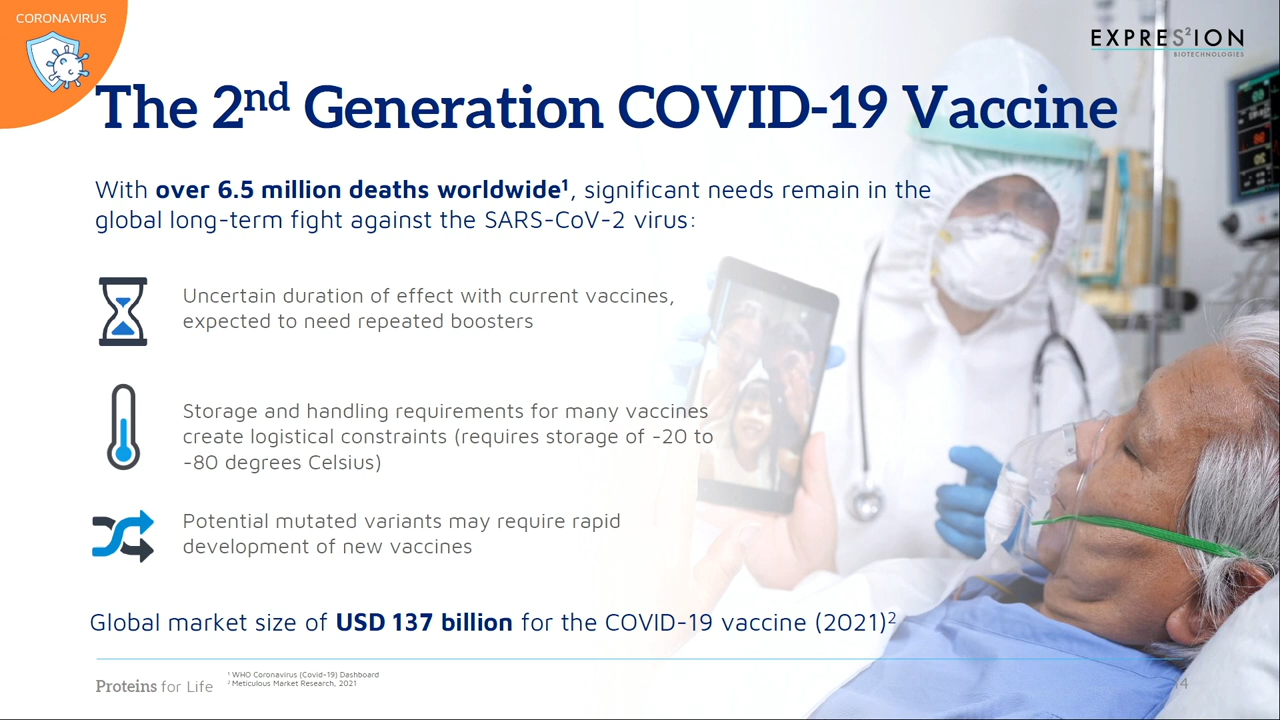 CORONAVIRUS
EXPRES²ION
BIOTECHNOLOGIES
The 2nd Generation COVID-19 Vaccine
With over 6.5 million deaths worldwide¹, significant needs remain in the
global long-term fight against the SARS-CoV-2 virus:
Uncertain duration of effect with current vaccines,
expected to need repeated boosters
Storage and handling requirements for many vaccines
create logistical constraints (requires storage of -20 to
-80 degrees Celsius)
Potential mutated variants may require rapid
development of new vaccines
Global market size of USD 137 billion for the COVID-19 vaccine (2021)²
Proteins for Life
¹ WHO Coronavirus (Covid-19) Dashboard
² Meticulous Market Research, 2021